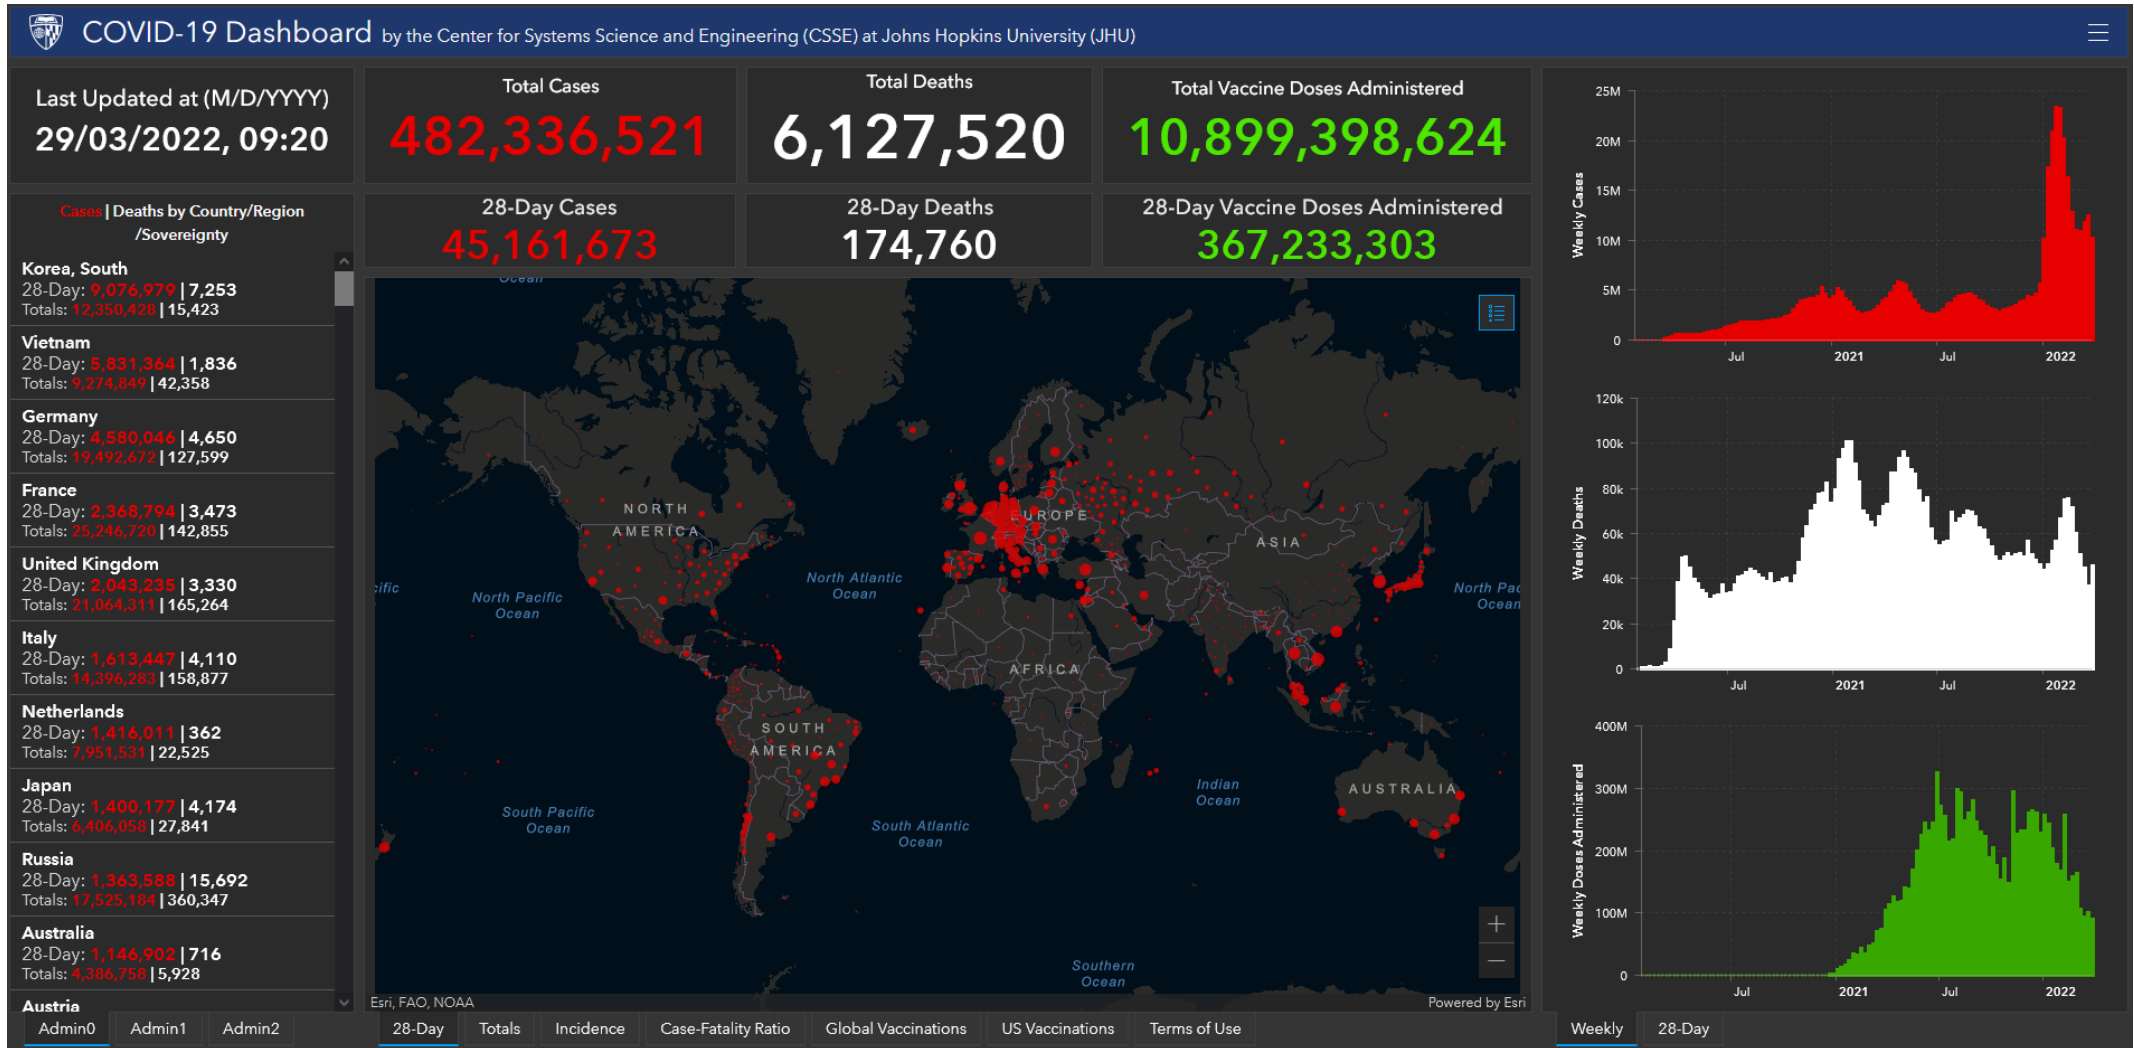 COVID-19 Dashboard by the Center for Systems Science and Engineering (CSSE) at Johns Hopkins University (JHU)
Last Updated at (M/D/YYYY)
29/03/2022, 09:20
Total Cases
482,336,521
Total Deaths
6,127,520
Total Vaccine Doses Administered
10,899,398,624
28-Day Cases
45,161,673
28-Day Deaths
174,760
28-Day Vaccine Doses Administered
367,233,303
Cases | Deaths by Country/Region
/Sovereignty
Korea, South
28-Day: 9,076,979 | 7,253
Totals: 12,350,428 | 15,423
Vietnam
28-Day: 5,831,364 | 1,836
Totals: 9,274,849 | 42,358
Germany
28-Day: 4,580,046 | 4,650
Totals: 19,492,672 | 127,599
France
28-Day: 2,368,794 | 3,473
Totals: 25,246,720 | 142,855
United Kingdom
28-Day: 2,043,235 | 3,330
Totals: 21,064,311 | 165,264
Italy
28-Day: 1,613,447 | 4,110
Totals: 14,396,283 | 158,877
Netherlands
28-Day: 1,416,011 | 362
Totals: 7,951,531 | 22,525
Japan
28-Day: 1,400,177 | 4,174
Totals: 6,406,058 | 27,841
Russia
28-Day: 1,363,588 | 15,692
Totals: 17,525,184 | 360,347
Australia
28-Day: 1,146,902 | 716
Totals: 4,386,758 | 5,928
Austria
Admin0
Admin1
Admin2
Ocean
NORTH
AMERICA
EUROPE
ASIA
ific
North Pacific
Ocean
North Atlantic
Ocean
North Pac
Ocean
AFRICA
SOUTH
AMERICA
AUSTRALIA
South Pacific
Ocean
South Atlantic
Ocean
Indian
Ocean
Southern
Ocean
+
−
Esri, FAO, NOAA
Powered by Esri
28-Day
Totals
Incidence
Case-Fatality Ratio
Global Vaccinations
US Vaccinations
Terms of Use
Weekly Cases
25M
20M
15M
10M
5M
0
Jul
2021
Jul
2022
Weekly Deaths
120k
100k
80k
60k
40k
20k
0
Jul
2021
Jul
2022
Weekly Doses Administered
400M
300M
200M
100M
0
Jul
2021
Jul
2022
Weekly
28-Day